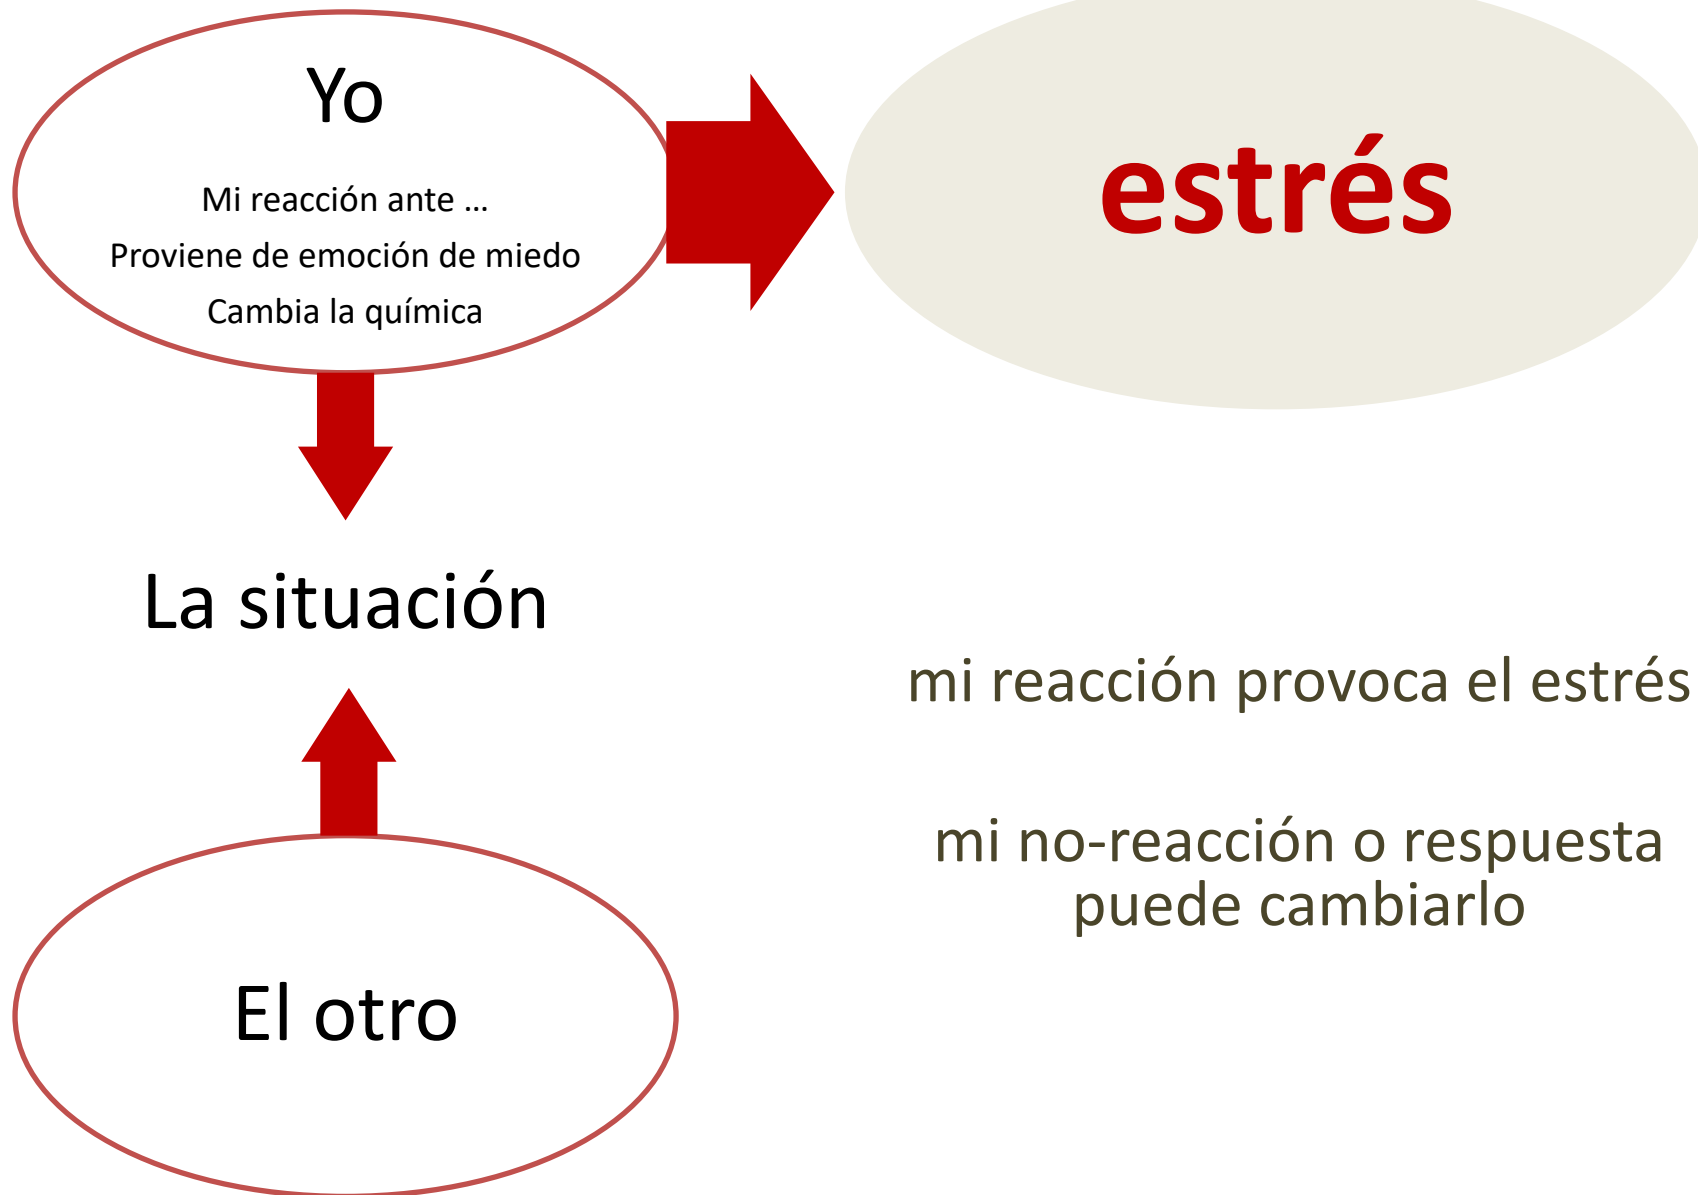 Yo
Mi reacción ante ...
Proviene de emoción de miedo
Cambia la química
estrés
La situación
mi reacción provoca el estrés
mi no-reacción o respuesta
puede cambiarlo
El otro